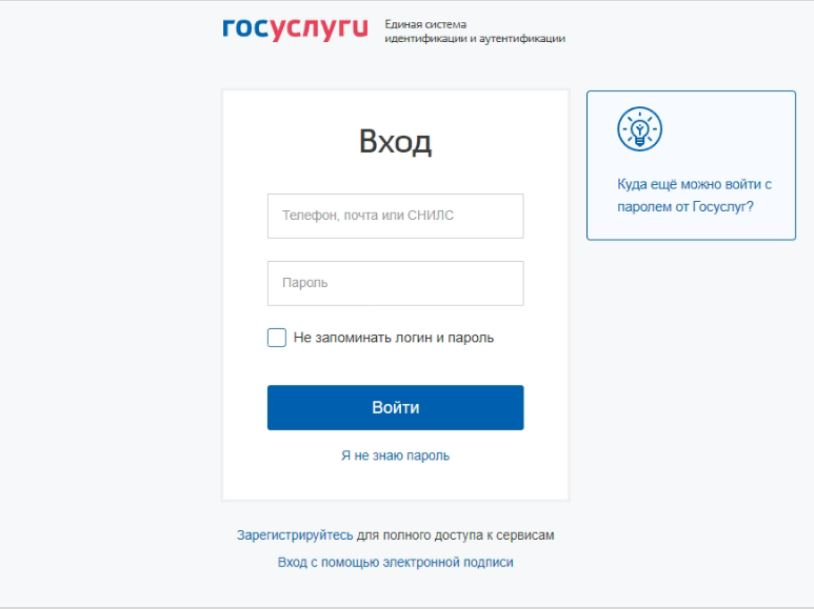 госуслуги
Единая система
идентификации и аутентификации
Вход
Телефон, почта или СНИЛС
Пароль
Не запоминать логин и пароль
Войти
Я не знаю пароль
Куда ещё можно войти с
паролем от Госуслуг?
Зарегистрируйтесь для полного доступа к сервисам
Вход с помощью электронной подписи